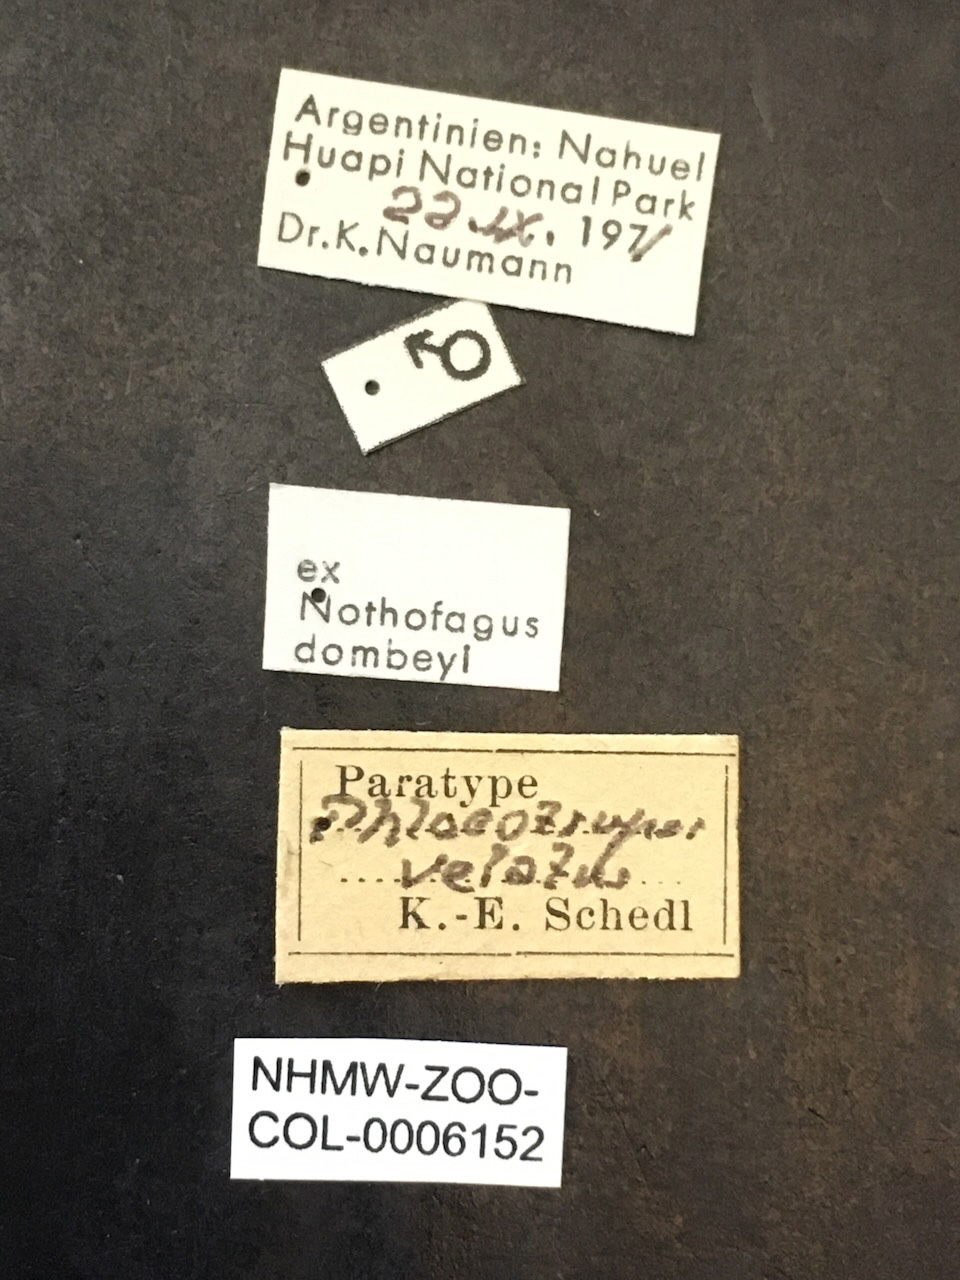 Argentinien: Nahuel
Huapi National Park
22.IX. 1971
Dr.K.Naumann
♂
ex
Nothofagus
dombeyi
Paratype
Phloeotrupes
velatus
K.-E. Schedl
NHMW-ZOO-
COL-0006152